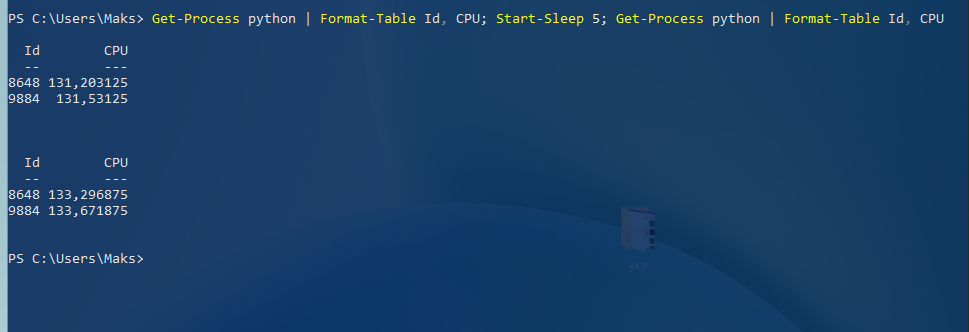 PS C:\Users\Maks> Get-Process python | Format-Table Id, CPU; Start-Sleep 5; Get-Process python | Format-Table Id, CPU
Id CPU
-- ---
8648 131,203125
9884 131,53125
Id CPU
-- ---
8648 133,296875
9884 133,671875
PS C:\Users\Maks>